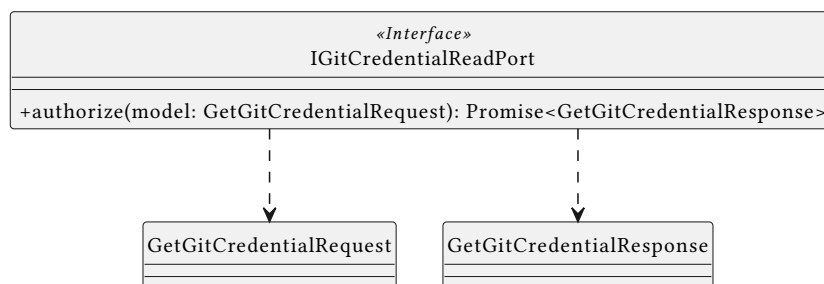 «Interface»
IGitCredentialReadPort
+authorize(model: GetGitCredentialRequest): Promise<GetGitCredentialResponse>
GetGitCredentialRequest
GetGitCredentialResponse